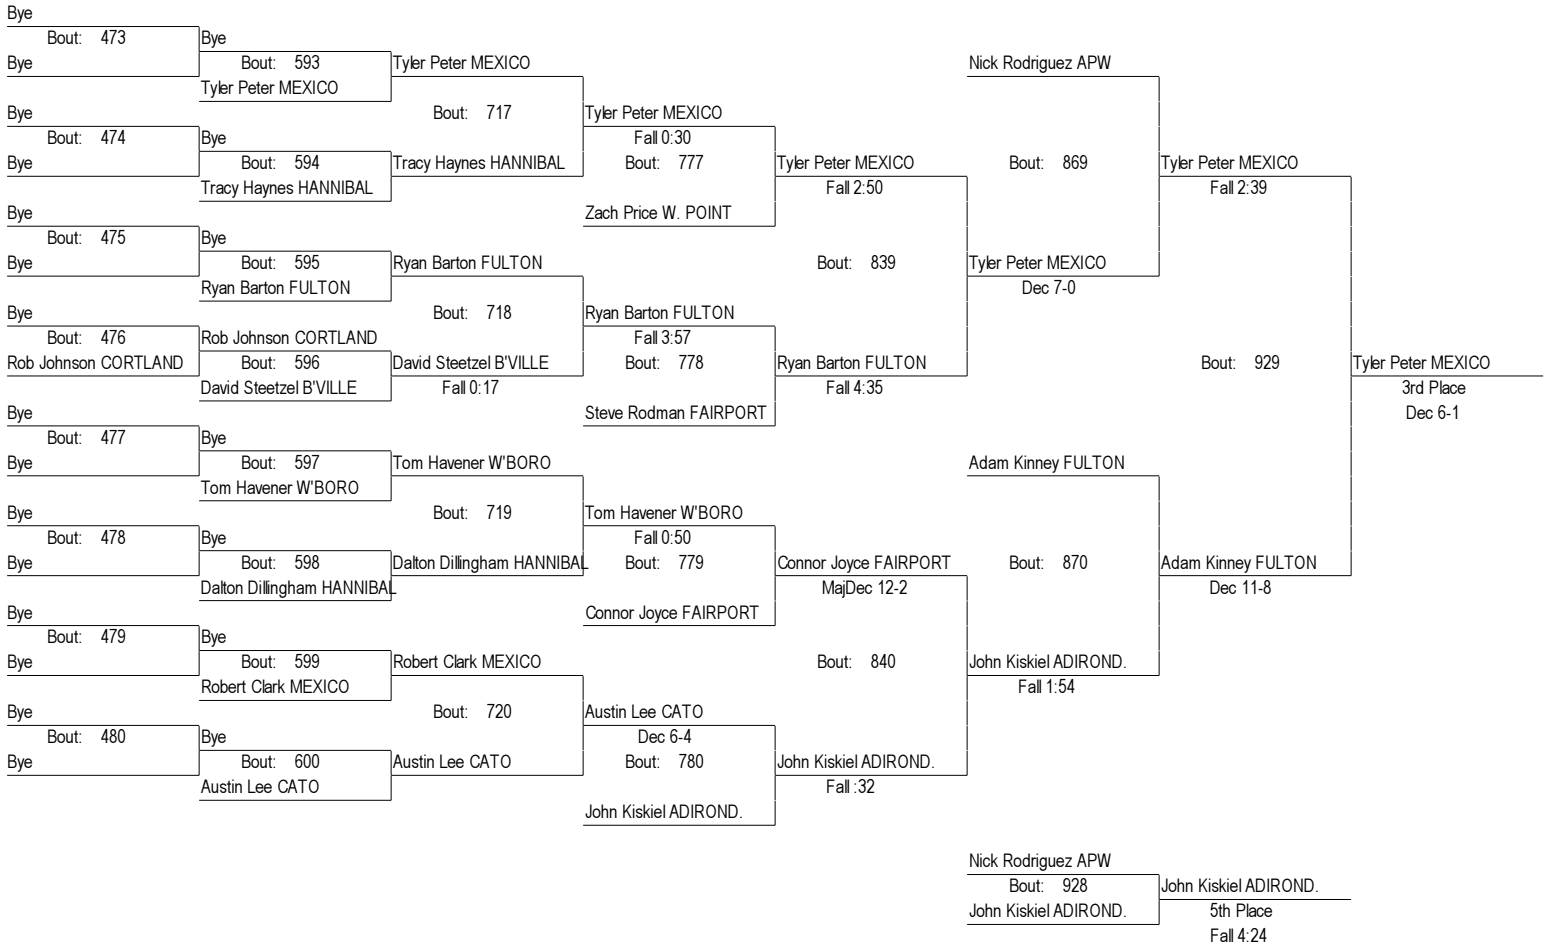 Bye
Bout: 473 Bye
Bye Bout: 593 Tyler Peter MEXICO Nick Rodriguez APW
Tyler Peter MEXICO
Bye Bout: 717 Tyler Peter MEXICO
Bout: 474 Bye Fall 0:30
Bye Bout: 594 Tracy Haynes HANNIBAL Bout: 777 Tyler Peter MEXICO Bout: 869 Tyler Peter MEXICO
Tracy Haynes HANNIBAL Fall 2:50 Fall 2:39
Bye Zach Price W. POINT
Bout: 475 Bye
Bye Bout: 595 Ryan Barton FULTON Bout: 839 Tyler Peter MEXICO
Ryan Barton FULTON Dec 7-0
Bye Bout: 718 Ryan Barton FULTON
Bout: 476 Rob Johnson CORTLAND Fall 3:57
Rob Johnson CORTLAND Bout: 596 David Steetzel B'VILLE Bout: 778 Ryan Barton FULTON Bout: 929 Tyler Peter MEXICO
David Steetzel B'VILLE Fall 0:17 Fall 4:35 3rd Place
Bye Steve Rodman FAIRPORT Dec 6-1
Bout: 477 Bye
Bye Bout: 597 Tom Havener W'BORO Adam Kinney FULTON
Tom Havener W'BORO
Bye Bout: 719 Tom Havener W'BORO
Bout: 478 Bye Fall 0:50
Bye Bout: 598 Dalton Dillingham HANNIBAL Bout: 779 Connor Joyce FAIRPORT Bout: 870 Adam Kinney FULTON
Dalton Dillingham HANNIBAL MajDec 12-2 Dec 11-8
Bye Connor Joyce FAIRPORT
Bout: 479 Bye
Bye Bout: 599 Robert Clark MEXICO Bout: 840 John Kiskiel ADIROND.
Robert Clark MEXICO Fall 1:54
Bye Bout: 720 Austin Lee CATO
Bout: 480 Bye Dec 6-4
Bye Bout: 600 Austin Lee CATO Bout: 780 John Kiskiel ADIROND.
Austin Lee CATO Fall :32
John Kiskiel ADIROND.
Nick Rodriguez APW
Bout: 928 John Kiskiel ADIROND.
John Kiskiel ADIROND. 5th Place
Fall 4:24